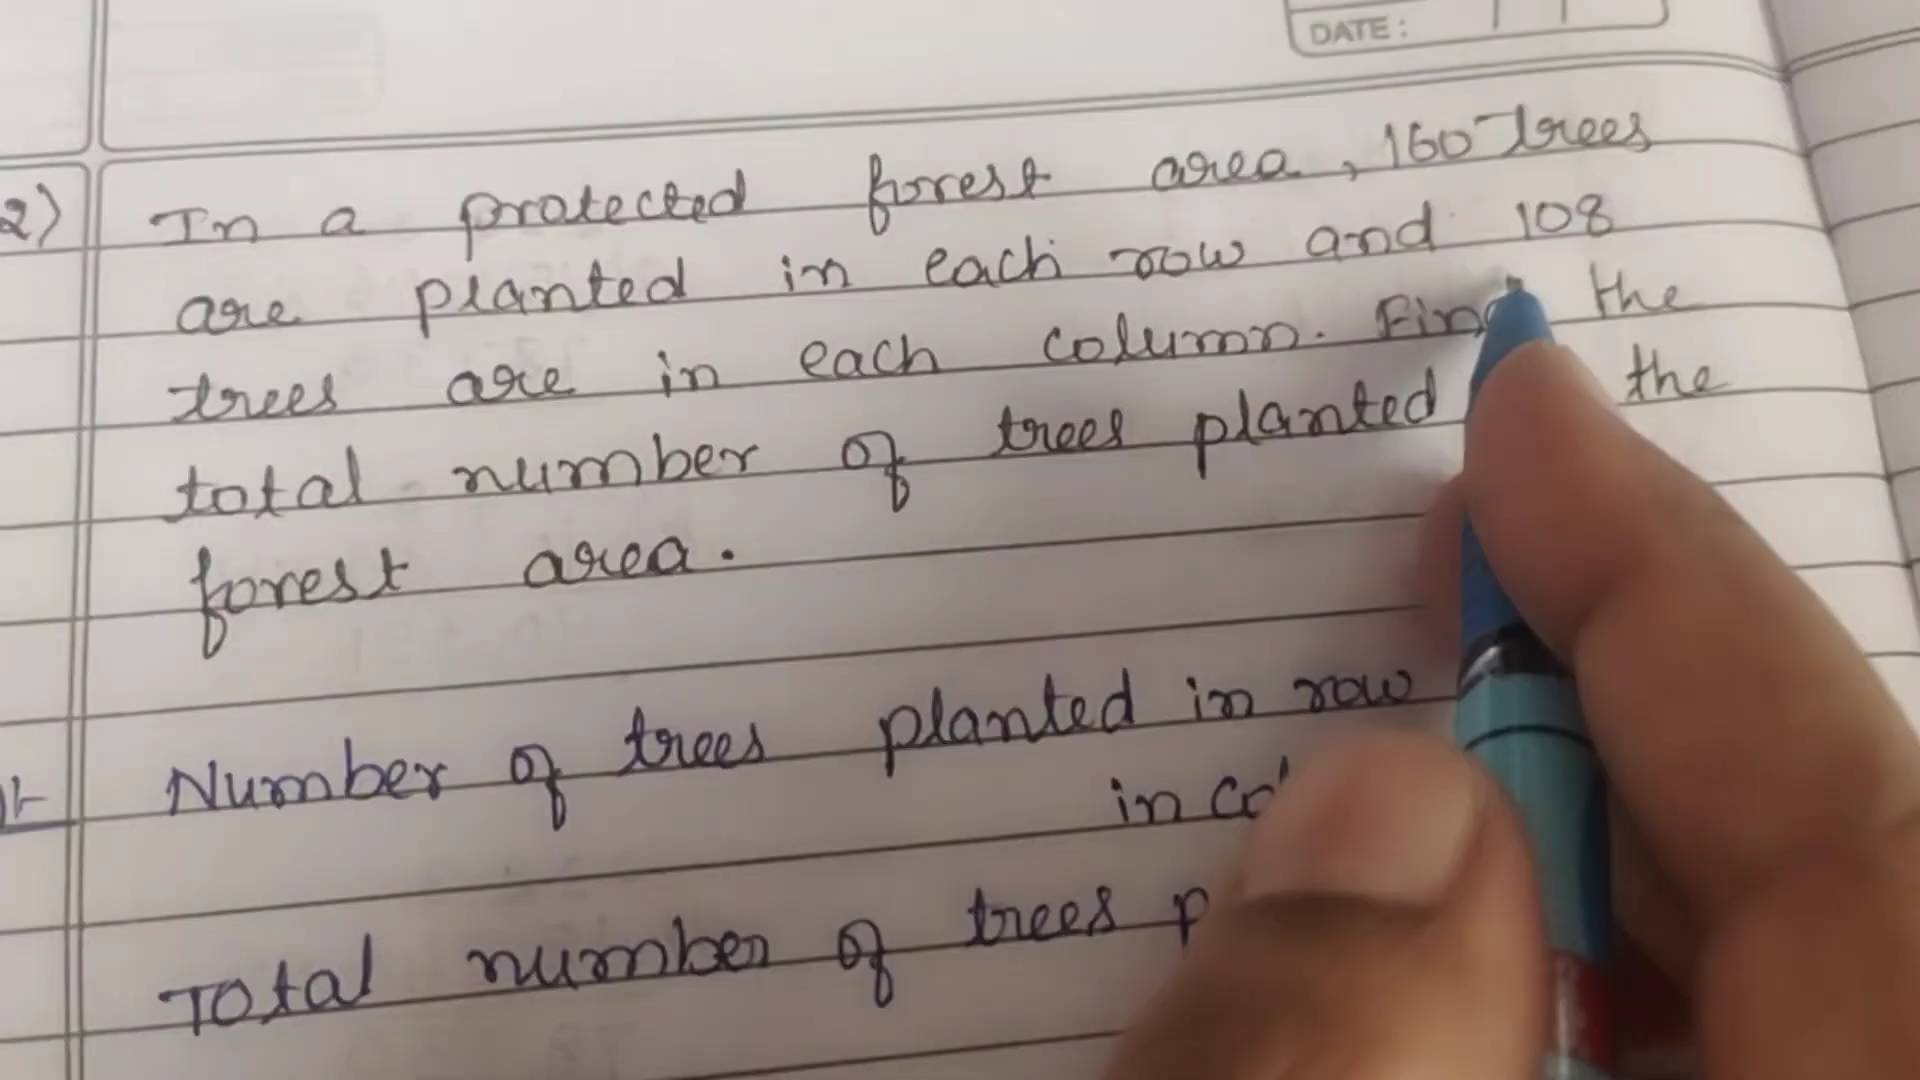 DATE :
2) In a protected forest area, 160 trees
are planted in each row and 108
trees are in each column. Find the
total number of trees planted the
forest area.
Number of trees planted in row
in
Total number of trees